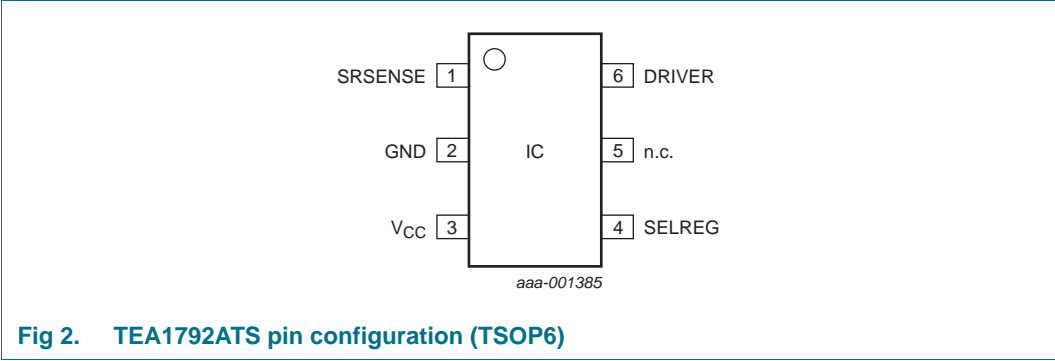 SRSENSE 1 6 DRIVER
GND 2 IC 5 n.c.
VCC 3 4 SELREG
aaa-001385
Fig 2. TEA1792ATS pin configuration (TSOP6)